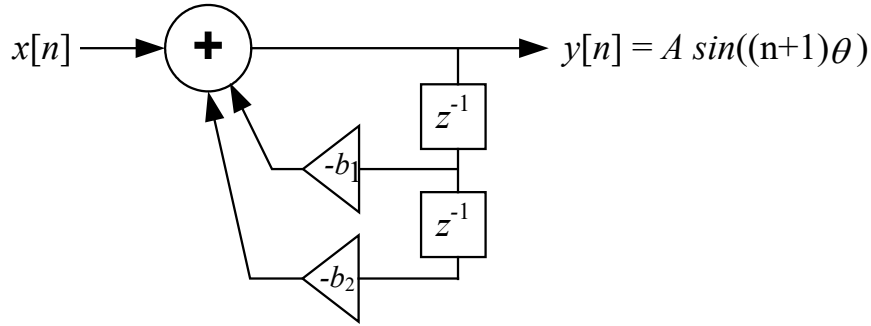 x[n] + y[n] = A sin((n+1)θ)
z⁻¹
-b₁
z⁻¹
-b₂